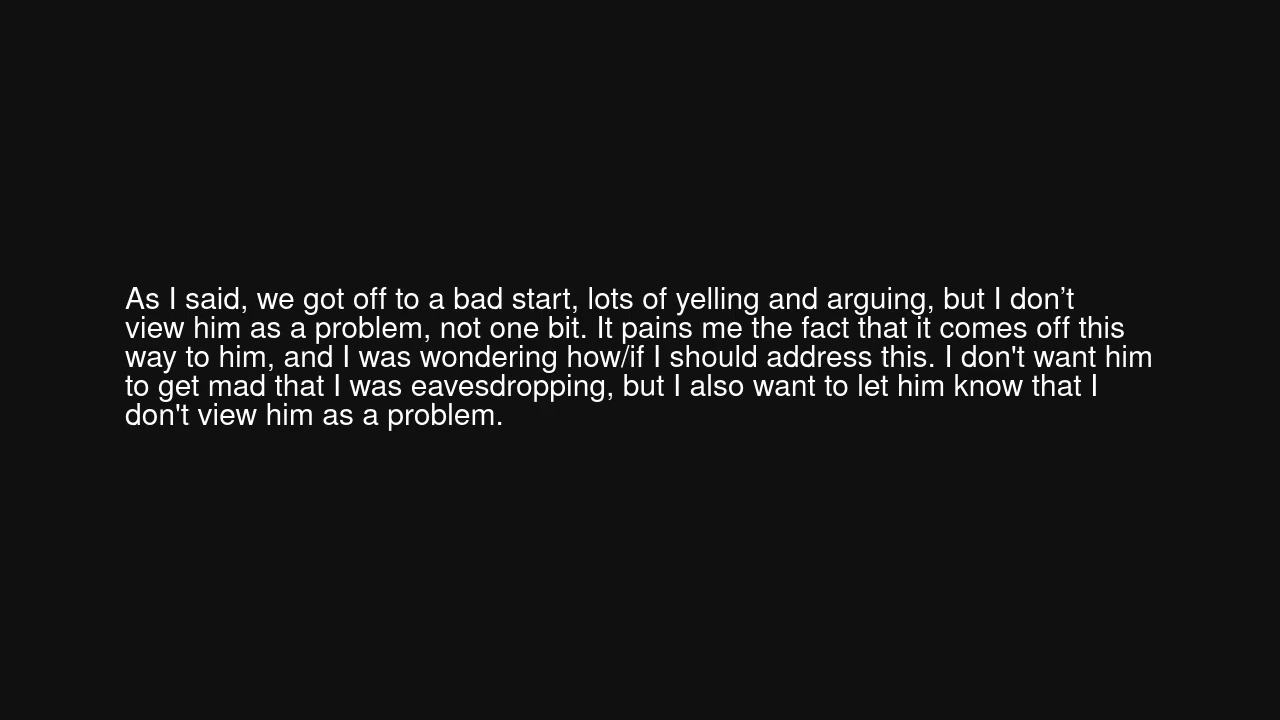 As I said, we got off to a bad start, lots of yelling and arguing, but I don’t
view him as a problem, not one bit. It pains me the fact that it comes off this
way to him, and I was wondering how/if I should address this. I don't want him
to get mad that I was eavesdropping, but I also want to let him know that I
don't view him as a problem.